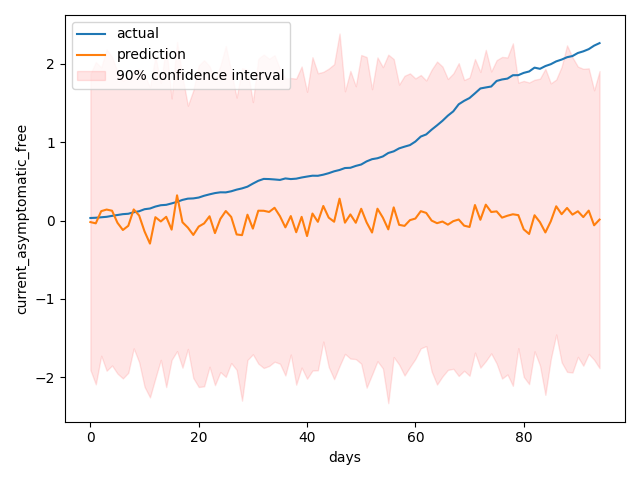 actual
prediction
90% confidence interval
current_asymptomatic_free
2
1
0
−1
−2
0
20
40
60
80
days